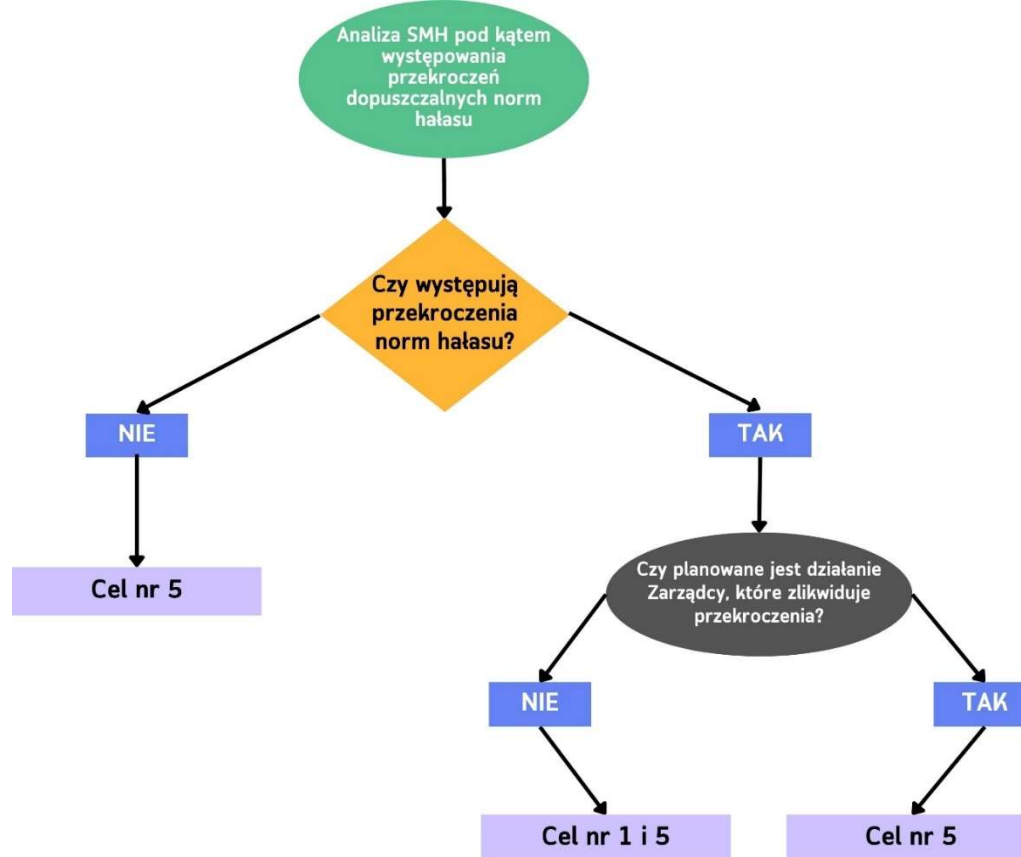 Analiza SMH pod kątem
występowania
przekroczeń
dopuszczalnych norm
hałasu
Czy występują
przekroczenia
norm hałasu?
NIE
TAK
Cel nr 5
Czy planowane jest działanie
Zarządcy, które zlikwiduje
przekroczenia?
NIE
TAK
Cel nr 1 i 5
Cel nr 5